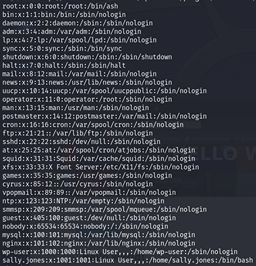 root:x:0:0:root:/root:/bin/ash
bin:x:1:1:bin:/bin:/sbin/nologin
daemon:x:2:2:daemon:/sbin:/sbin/nologin
adm:x:3:4:adm:/var/adm:/sbin/nologin
lp:x:4:7:lp:/var/spool/lpd:/sbin/nologin
sync:x:5:0:sync:/sbin:/bin/sync
shutdown:x:6:0:shutdown:/sbin:/sbin/shutdown
halt:x:7:0:halt:/sbin:/sbin/halt
mail:x:8:12:mail:/var/mail:/sbin/nologin
news:x:9:13:news:/usr/lib/news:/sbin/nologin
uucp:x:10:14:uucp:/var/spool/uucppublic:/sbin/nologin
operator:x:11:0:operator:/root:/sbin/nologin
man:x:13:15:man:/usr/man:/sbin/nologin
postmaster:x:14:12:postmaster:/var/mail:/sbin/nologin
cron:x:16:16:cron:/var/spool/cron:/sbin/nologin
ftp:x:21:21::/var/lib/ftp:/sbin/nologin
sshd:x:22:22:sshd:/dev/null:/sbin/nologin
at:x:25:25:at:/var/spool/cron/atjobs:/sbin/nologin
squid:x:31:31:Squid:/var/cache/squid:/sbin/nologin
xfs:x:33:33:X Font Server:/etc/X11/fs:/sbin/nologin
games:x:35:35:games:/usr/games:/sbin/nologin
cyrus:x:85:12::/usr/cyrus:/sbin/nologin
vpopmail:x:89:89::/var/vpopmail:/sbin/nologin
ntp:x:123:123:NTP:/var/empty:/sbin/nologin
smmsp:x:209:209:smmsp:/var/spool/mqueue:/sbin/nologin
guest:x:405:100:guest:/dev/null:/sbin/nologin
nobody:x:65534:65534:nobody:/:/sbin/nologin
mysql:x:100:101:mysql:/var/lib/mysql:/sbin/nologin
nginx:x:101:102:nginx:/var/lib/nginx:/sbin/nologin
wp-user:x:1000:1000:Linux User,,,:/home/wp-user:/sbin/nologin
sally.jones:x:1001:1001:Linux User,,,:/home/sally.jones:/bin/bash